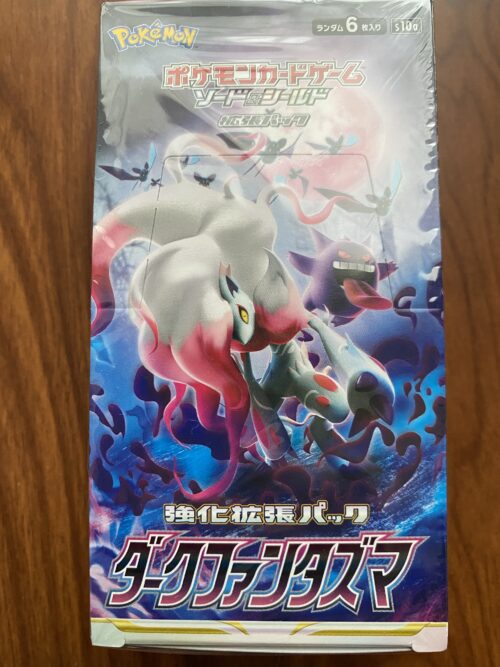 Pokémon
ランダム6枚入り s10a
ポケモンカードゲーム
ソード&シールド
拡張パック
強化拡張パック
ダークファンタズマ